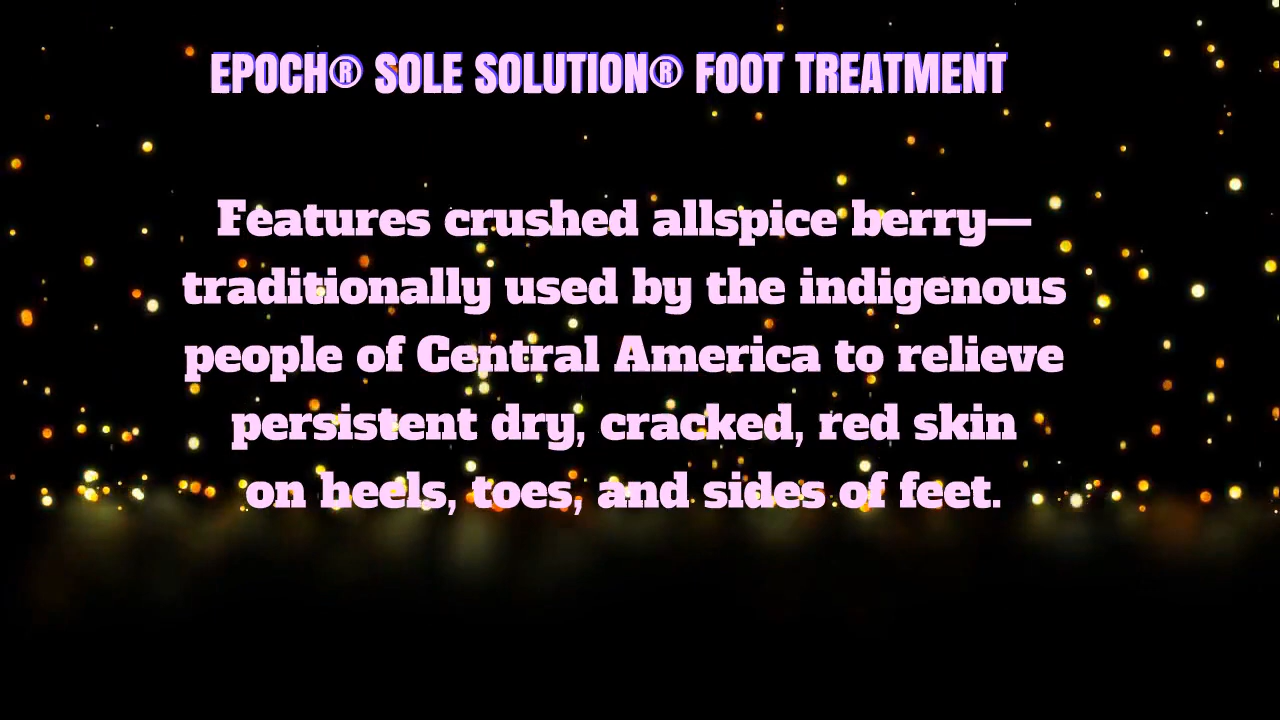 EPOCH® SOLE SOLUTION® FOOT TREATMENT
Features crushed allspice berry—
traditionally used by the indigenous
people of Central America to relieve
persistent dry, cracked, red skin
on heels, toes, and sides of feet.